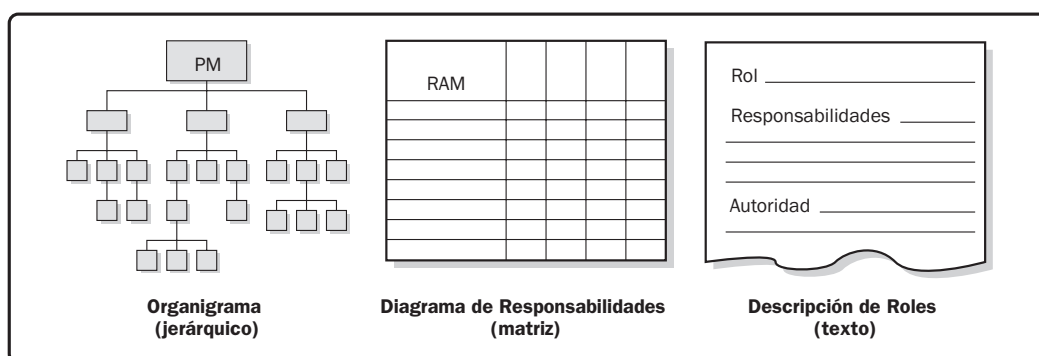 PM
RAM
Rol
Responsabilidades
Autoridad
Organigrama
(jerárquico)
Diagrama de Responsabilidades
(matriz)
Descripción de Roles
(texto)